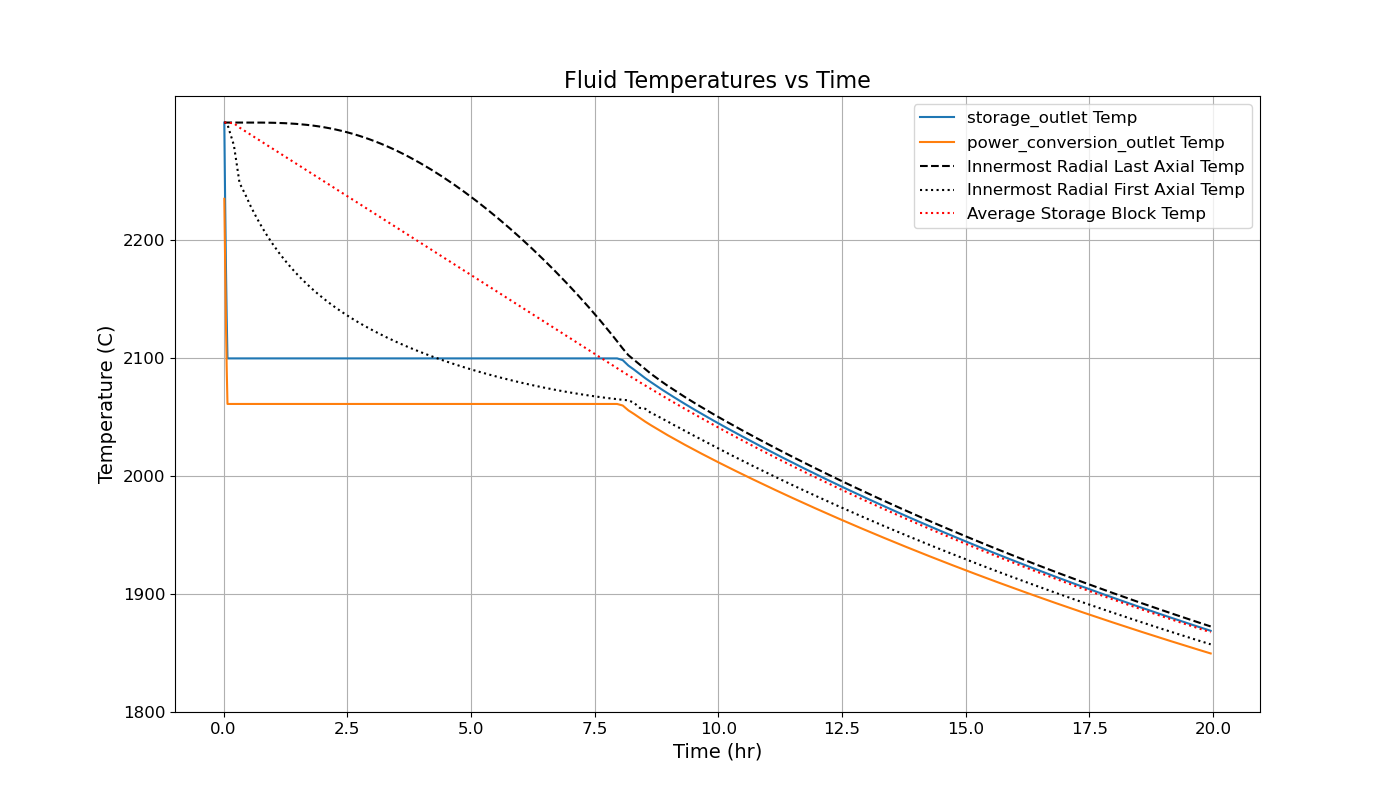 Fluid Temperatures vs Time
storage_outlet Temp
power_conversion_outlet Temp
Innermost Radial Last Axial Temp
Innermost Radial First Axial Temp
Average Storage Block Temp
Temperature (C)
2200
2100
2000
1900
1800
0.0 2.5 5.0 7.5 10.0 12.5 15.0 17.5 20.0
Time (hr)